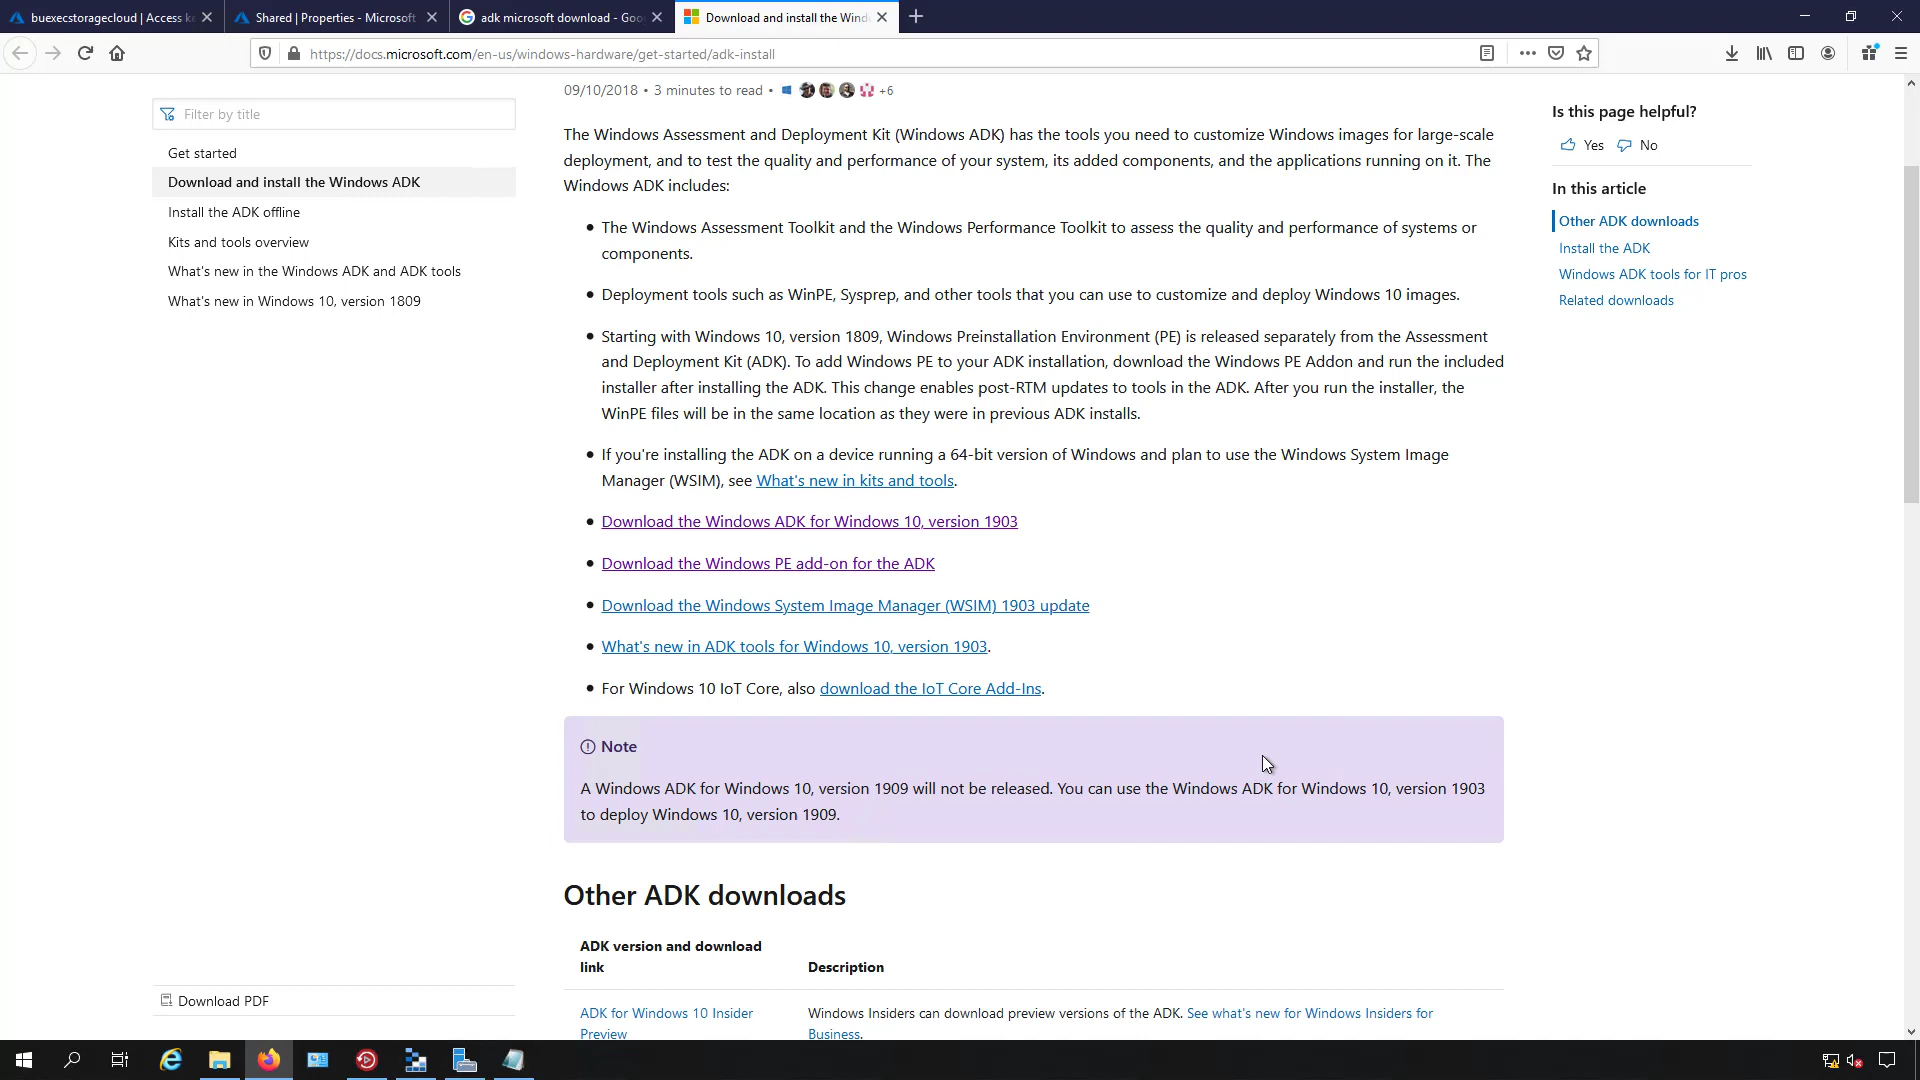 buexecstoragecloud | Access ke
Shared | Properties - Microsoft
adk microsoft download - Goo
Download and install the Wind
https://docs.microsoft.com/en-us/windows-hardware/get-started/adk-install
09/10/2018 • 3 minutes to read • +6
Filter by title
Get started
Download and install the Windows ADK
Install the ADK offline
Kits and tools overview
What's new in the Windows ADK and ADK tools
What's new in Windows 10, version 1809
Download PDF
The Windows Assessment and Deployment Kit (Windows ADK) has the tools you need to customize Windows images for large-scale
deployment, and to test the quality and performance of your system, its added components, and the applications running on it. The
Windows ADK includes:
• The Windows Assessment Toolkit and the Windows Performance Toolkit to assess the quality and performance of systems or
components.
• Deployment tools such as WinPE, Sysprep, and other tools that you can use to customize and deploy Windows 10 images.
• Starting with Windows 10, version 1809, Windows Preinstallation Environment (PE) is released separately from the Assessment
and Deployment Kit (ADK). To add Windows PE to your ADK installation, download the Windows PE Addon and run the included
installer after installing the ADK. This change enables post-RTM updates to tools in the ADK. After you run the installer, the
WinPE files will be in the same location as they were in previous ADK installs.
• If you're installing the ADK on a device running a 64-bit version of Windows and plan to use the Windows System Image
Manager (WSIM), see What's new in kits and tools.
• Download the Windows ADK for Windows 10, version 1903
• Download the Windows PE add-on for the ADK
• Download the Windows System Image Manager (WSIM) 1903 update
• What's new in ADK tools for Windows 10, version 1903.
• For Windows 10 IoT Core, also download the IoT Core Add-Ins.
Note
A Windows ADK for Windows 10, version 1909 will not be released. You can use the Windows ADK for Windows 10, version 1903
to deploy Windows 10, version 1909.
Other ADK downloads
ADK version and download
link
Description
ADK for Windows 10 Insider
Preview
Windows Insiders can download preview versions of the ADK. See what's new for Windows Insiders for
Business.
Is this page helpful?
Yes No
In this article
Other ADK downloads
Install the ADK
Windows ADK tools for IT pros
Related downloads